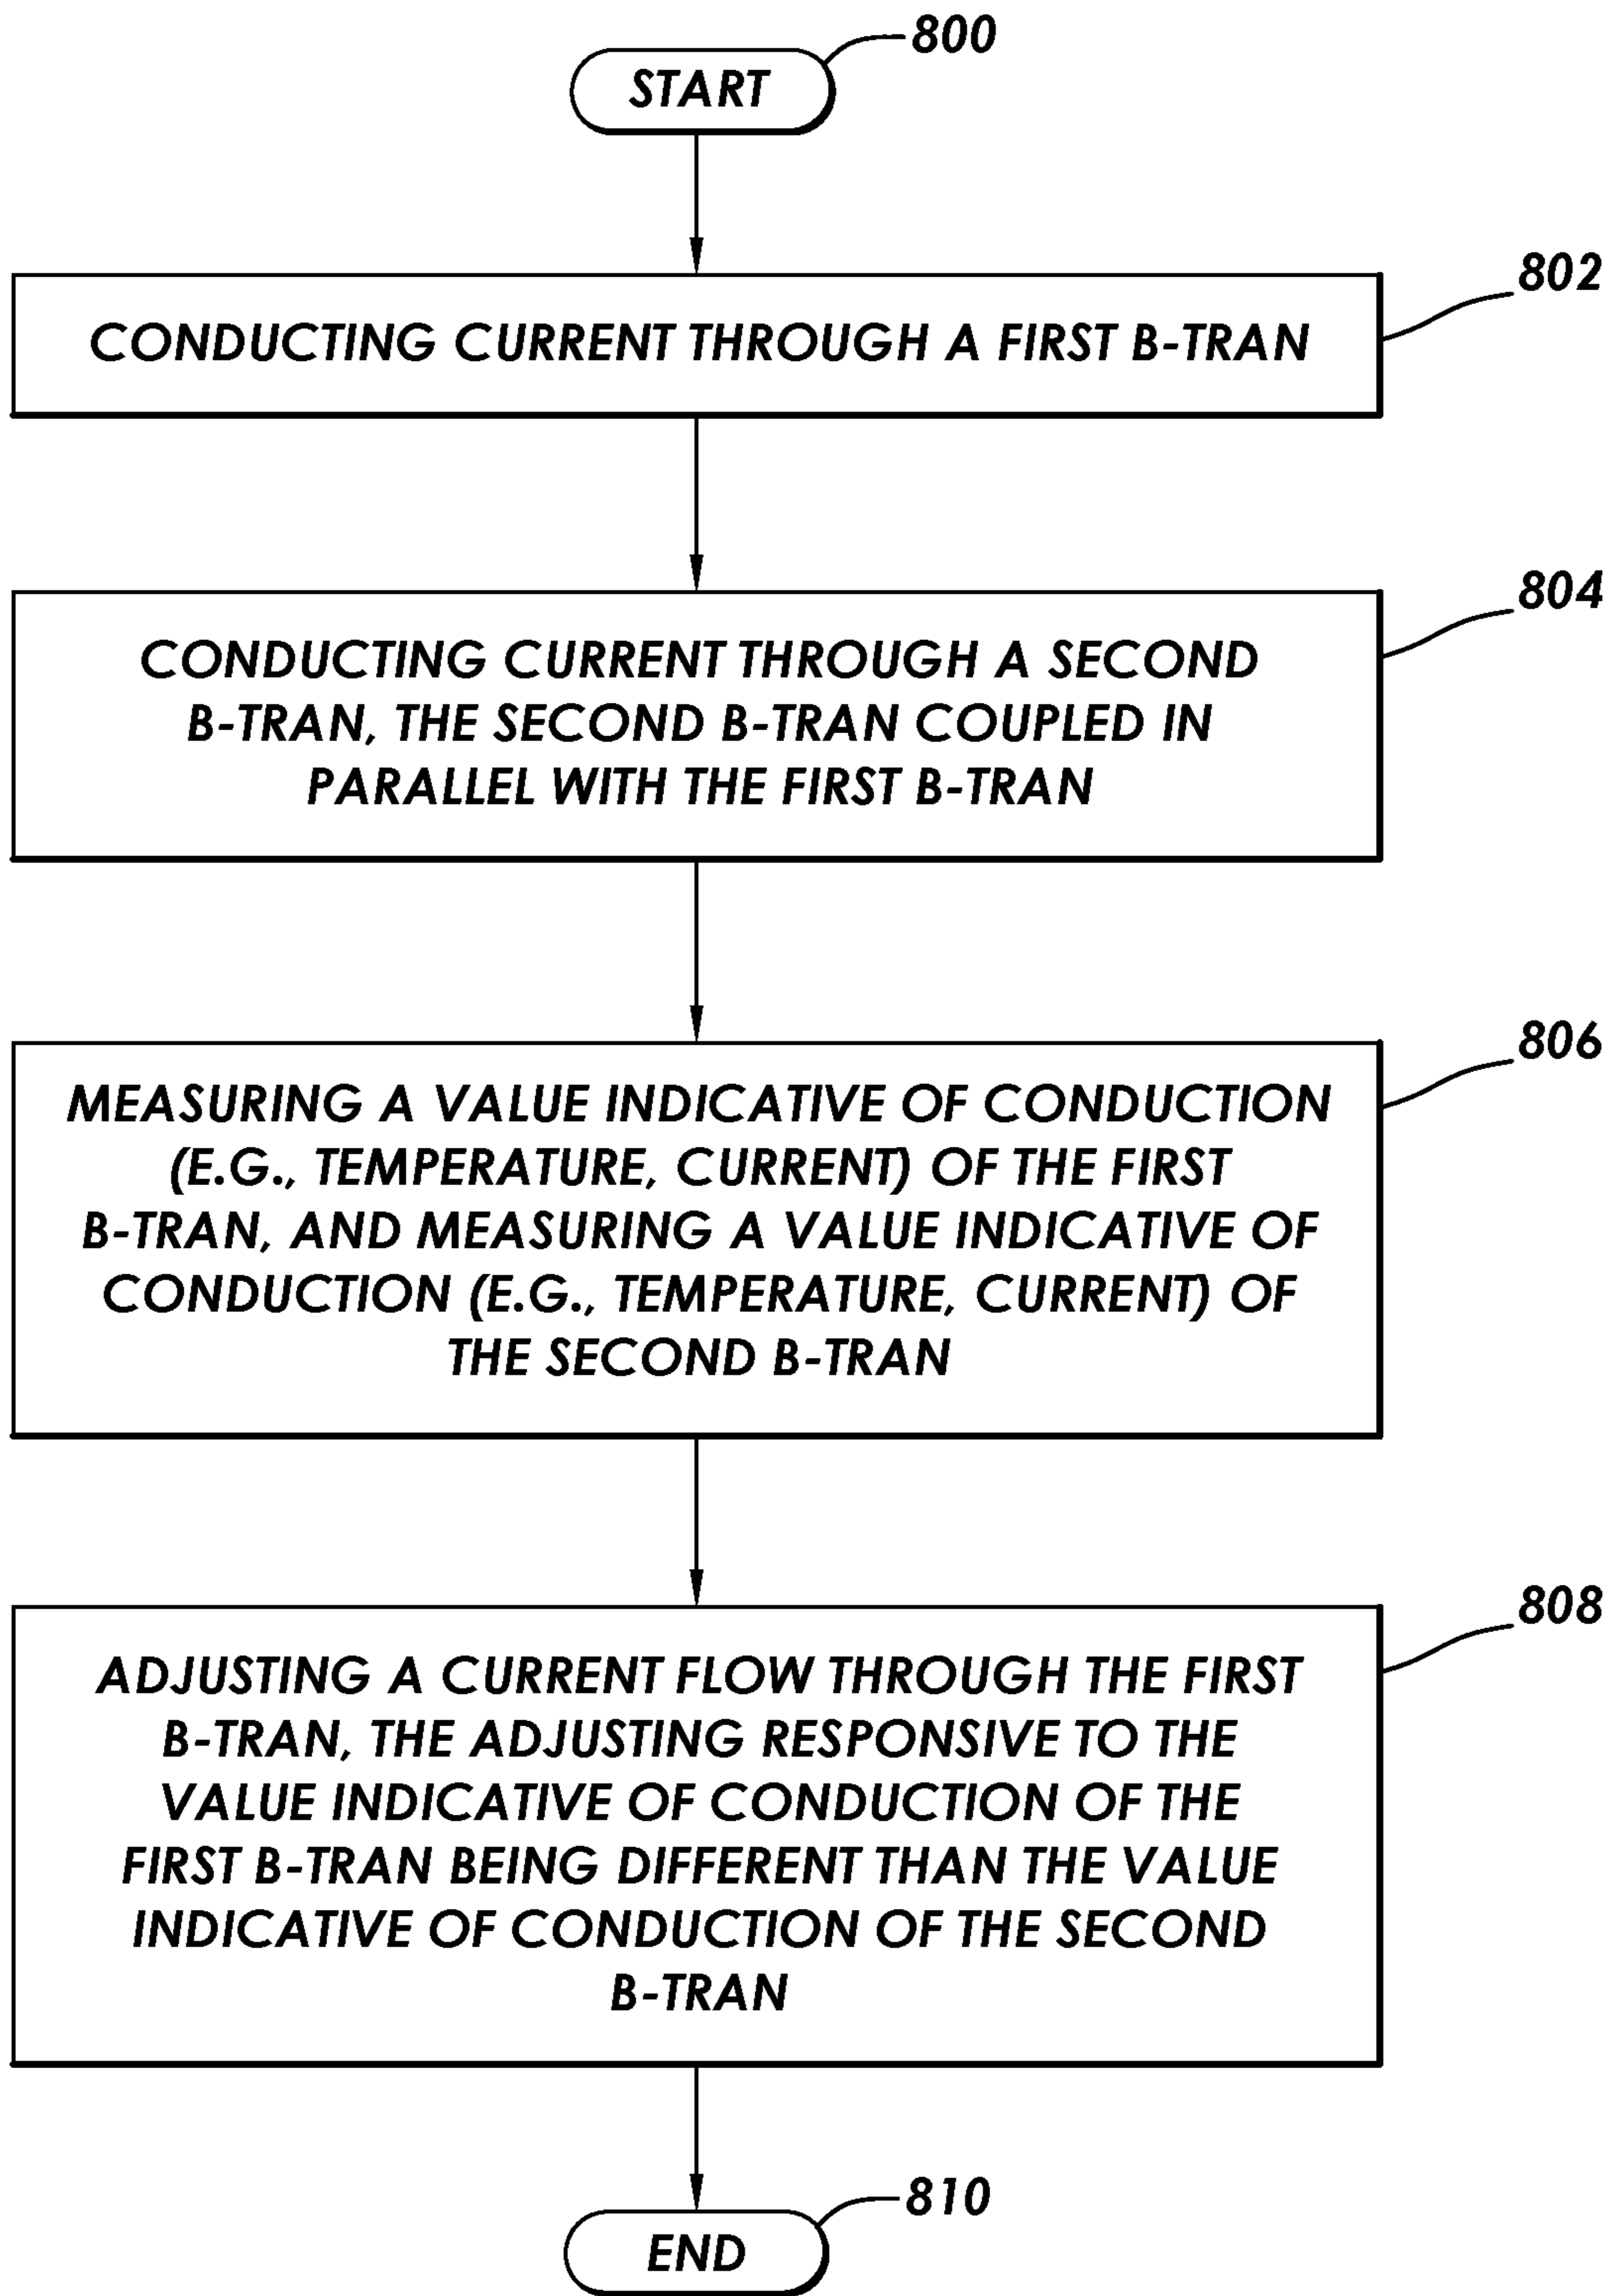 800
START
802
CONDUCTING CURRENT THROUGH A FIRST B-TRAN
804
CONDUCTING CURRENT THROUGH A SECOND
B-TRAN, THE SECOND B-TRAN COUPLED IN
PARALLEL WITH THE FIRST B-TRAN
806
MEASURING A VALUE INDICATIVE OF CONDUCTION
(E.G., TEMPERATURE, CURRENT) OF THE FIRST
B-TRAN, AND MEASURING A VALUE INDICATIVE OF
CONDUCTION (E.G., TEMPERATURE, CURRENT) OF
THE SECOND B-TRAN
808
ADJUSTING A CURRENT FLOW THROUGH THE FIRST
B-TRAN, THE ADJUSTING RESPONSIVE TO THE
VALUE INDICATIVE OF CONDUCTION OF THE
FIRST B-TRAN BEING DIFFERENT THAN THE VALUE
INDICATIVE OF CONDUCTION OF THE SECOND
B-TRAN
810
END